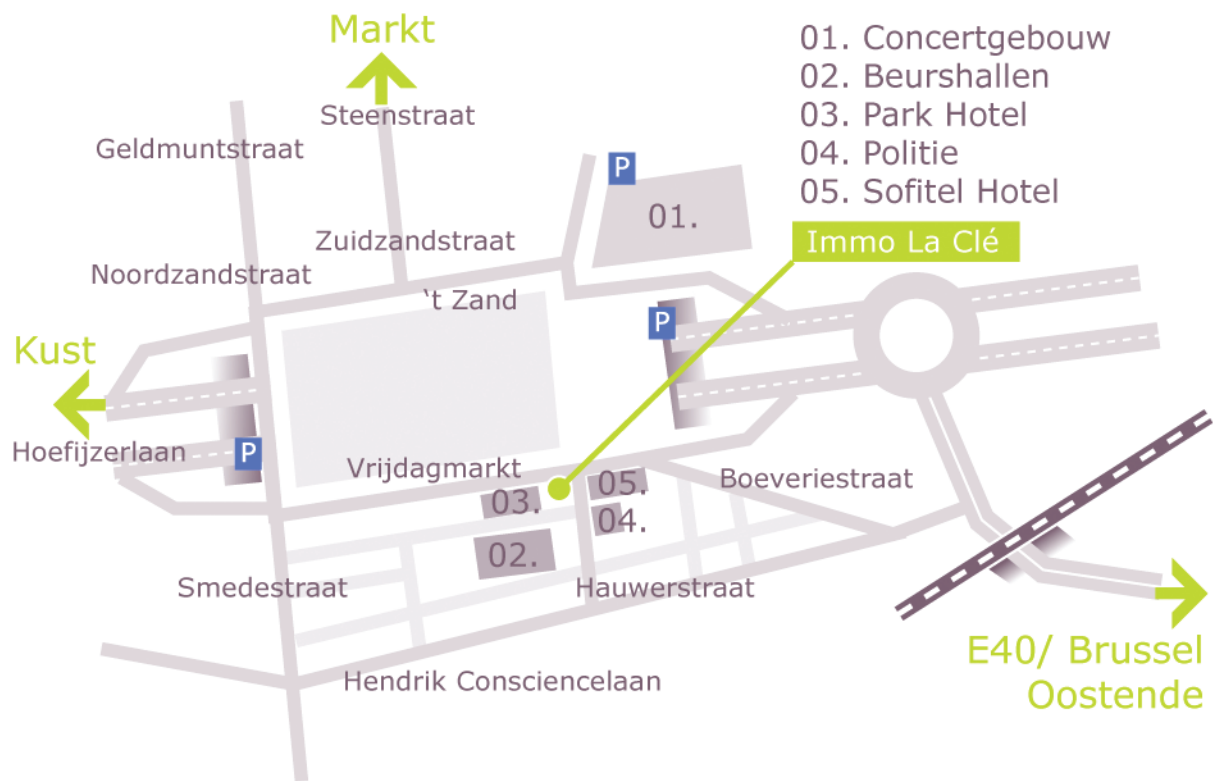 Markt
Steenstraat
Geldmuntstraat
01. Concertgebouw
02. Beurshallen
03. Park Hotel
04. Politie
05. Sofitel Hotel
P
01.
Immo La Clé
Zuidzandstraat
Noordzandstraat
‘t Zand
P
Kust
Hoefijzerlaan
P
Vrijdagmarkt
Boeveriestraat
03.
05.
04.
02.
Smedestraat
Hauwerstraat
Hendrik Consciencelaan
E40/ Brussel
Oostende